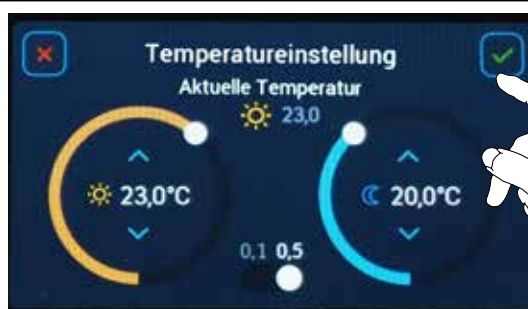 Temperatureinstellung
Aktuelle Temperatur
23,0
23,0°C
20,0°C
0,1 0,5